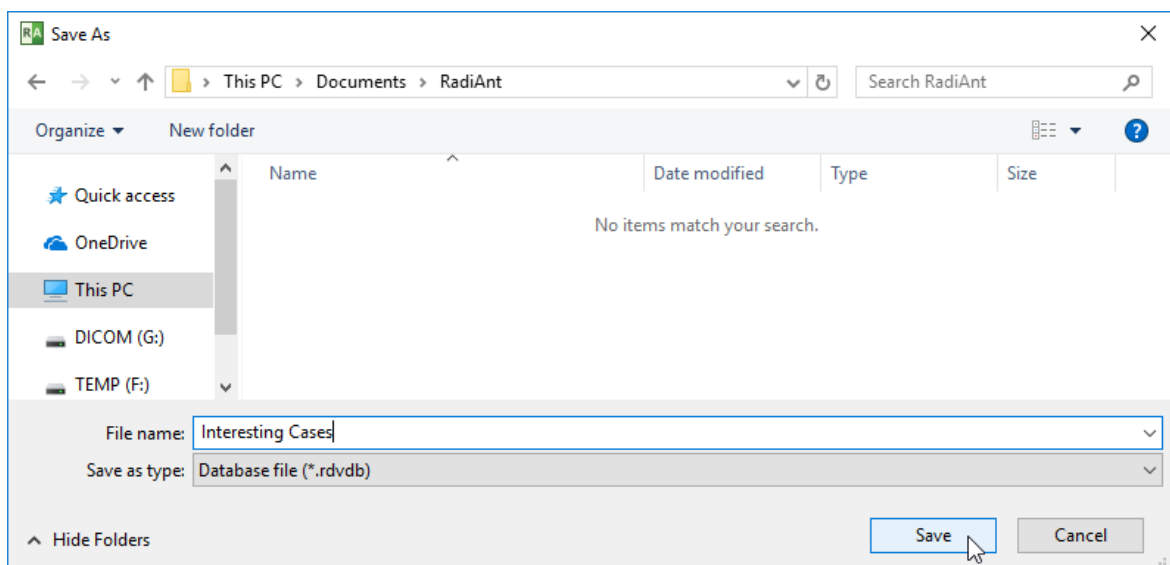 RA Save As
This PC > Documents > RadiAnt Search RadiAnt
Organize New folder ?
Name Date modified Type Size
Quick access
No items match your search.
OneDrive
This PC
DICOM (G:)
TEMP (F:)
File name: Interesting Cases
Save as type: Database file (*.rdvdb)
Hide Folders Save Cancel